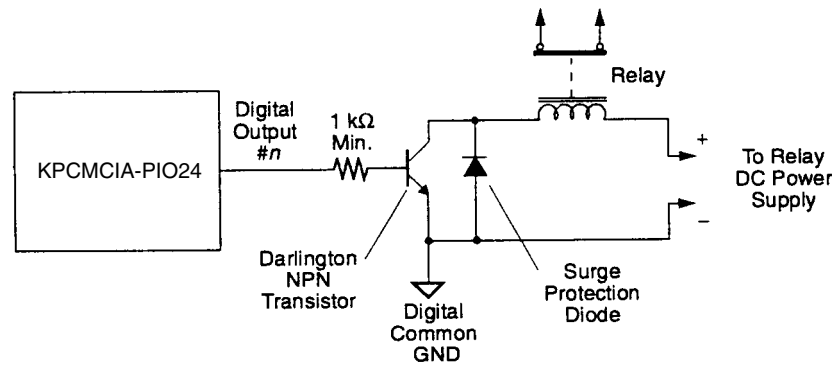 Relay
Digital
Output
#n
1 kΩ
Min.
KPCMCIA-PIO24
+
To Relay
DC Power
Supply
–
Darlington
NPN
Transistor
Surge
Protection
Diode
Digital
Common
GND